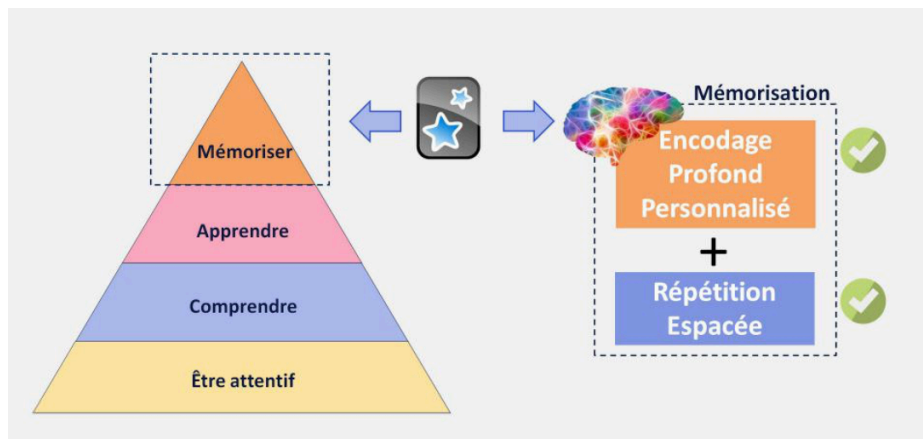 Mémoriser
Apprendre
Comprendre
Être attentif
Mémorisation
Encodage
Profond
Personnalisé
+
Répétition
Espacée